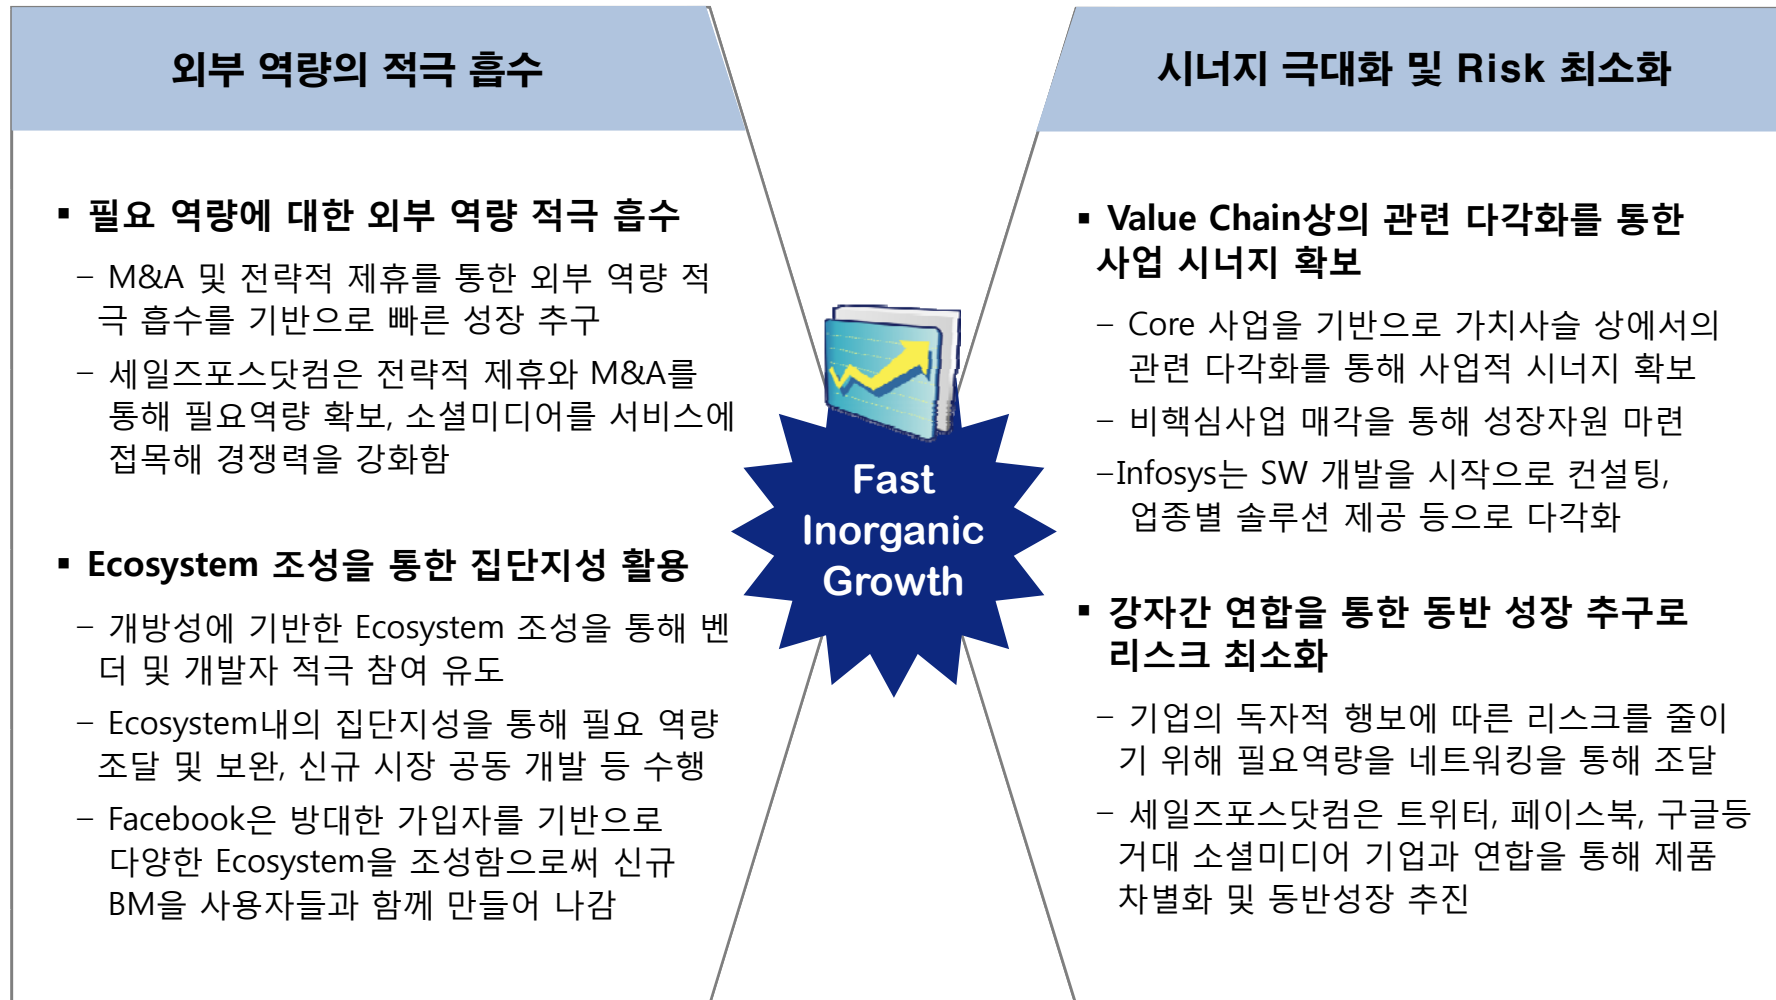 외부 역량의 적극 흡수
▪ 필요 역량에 대한 외부 역량 적극 흡수
– M&A 및 전략적 제휴를 통한 외부 역량 적
극 흡수를 기반으로 빠른 성장 추구
– 세일즈포스닷컴은 전략적 제휴와 M&A를
통해 필요역량 확보, 소셜미디어를 서비스에
접목해 경쟁력을 강화함
▪ Ecosystem 조성을 통한 집단지성 활용
– 개방성에 기반한 Ecosystem 조성을 통해 벤
더 및 개발자 적극 참여 유도
– Ecosystem내의 집단지성을 통해 필요 역량
조달 및 보완, 신규 시장 공동 개발 등 수행
– Facebook은 방대한 가입자를 기반으로
다양한 Ecosystem을 조성함으로써 신규
BM을 사용자들과 함께 만들어 나감
Fast
Inorganic
Growth
시너지 극대화 및 Risk 최소화
▪ Value Chain상의 관련 다각화를 통한
사업 시너지 확보
– Core 사업을 기반으로 가치사슬 상에서의
관련 다각화를 통해 사업적 시너지 확보
– 비핵심사업 매각을 통해 성장자원 마련
–Infosys는 SW 개발을 시작으로 컨설팅,
업종별 솔루션 제공 등으로 다각화
▪ 강자간 연합을 통한 동반 성장 추구로
리스크 최소화
– 기업의 독자적 행보에 따른 리스크를 줄이
기 위해 필요역량을 네트워킹을 통해 조달
– 세일즈포스닷컴은 트위터, 페이스북, 구글등
거대 소셜미디어 기업과 연합을 통해 제품
차별화 및 동반성장 추진